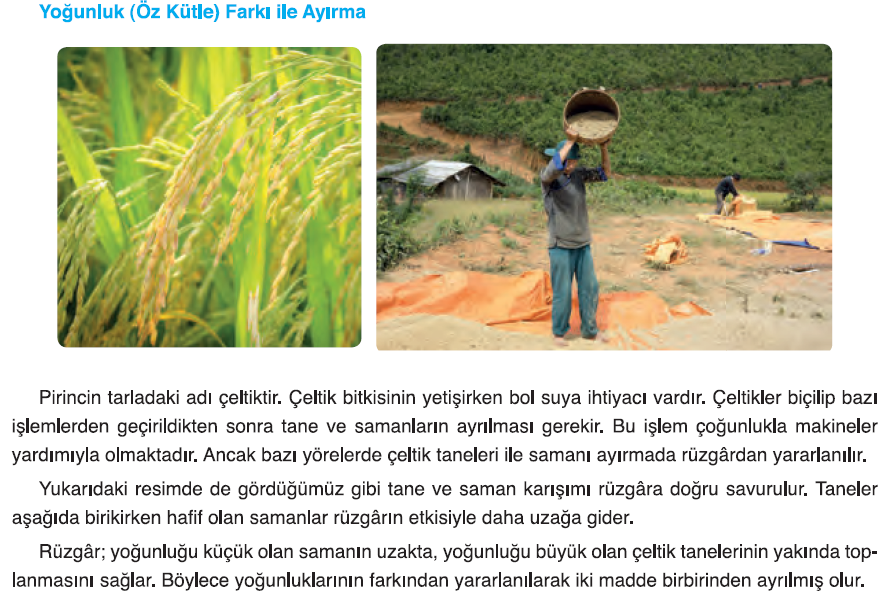 Yoğunluk (Öz Kütle) Farkı ile Ayırma
Pirincin tarladaki adı çeltiktir. Çeltik bitkisinin yetişirken bol suya ihtiyacı vardır. Çeltikler biçilip bazı
işlemlerden geçirildikten sonra tane ve samanların ayrılması gerekir. Bu işlem çoğunlukla makineler
yardımıyla olmaktadır. Ancak bazı yörelerde çeltik taneleri ile samanı ayırmada rüzgârdan yararlanılır.
Yukarıdaki resimde de gördüğümüz gibi tane ve saman karışımı rüzgâra doğru savurulur. Taneler
aşağıda birikirken hafif olan samanlar rüzgârın etkisiyle daha uzağa gider.
Rüzgâr; yoğunluğu küçük olan samanın uzakta, yoğunluğu büyük olan çeltik tanelerinin yakında top-
lanmasını sağlar. Böylece yoğunluklarının farkından yararlanılarak iki madde birbirinden ayrılmış olur.